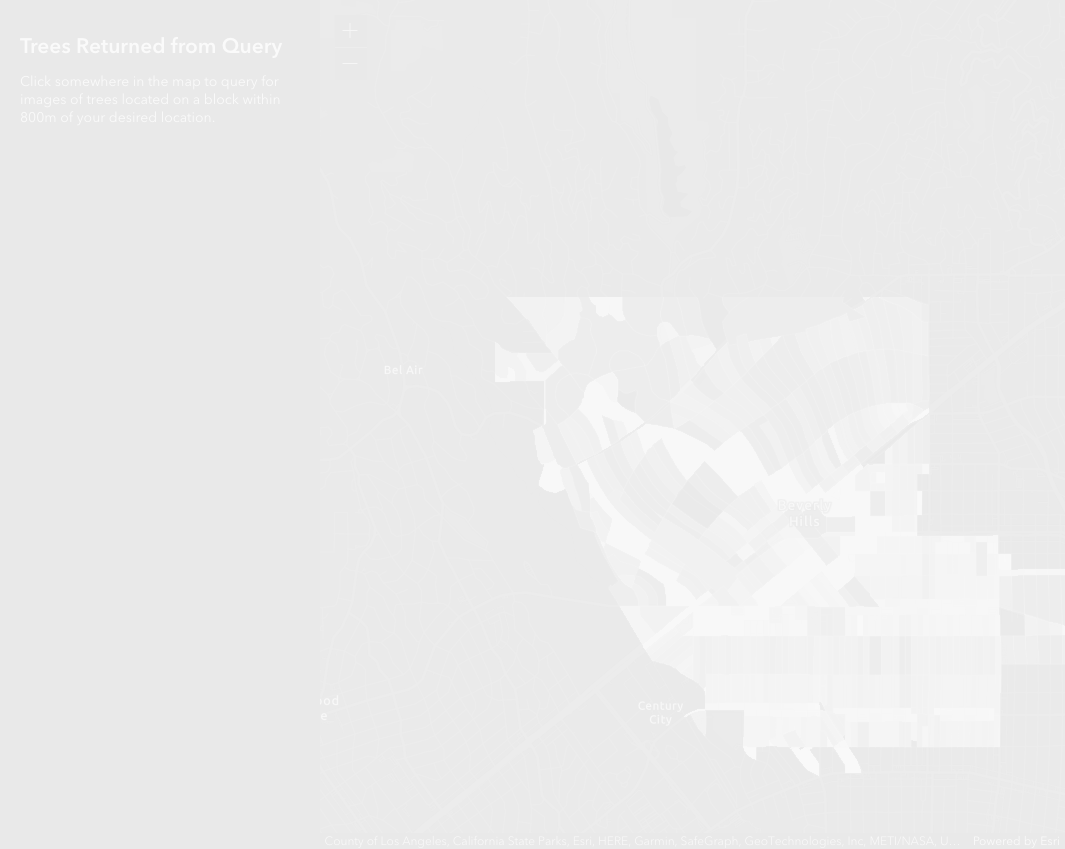 Trees Returned from Query
Click somewhere in the map to query for
images of trees located on a block within
800m of your desired location.
+
−
Bel Air
Beverly
Hills
Century
City
County of Los Angeles, California State Parks, Esri, HERE, Garmin, SafeGraph, GeoTechnologies, Inc, METI/NASA, U... Powered by Esri